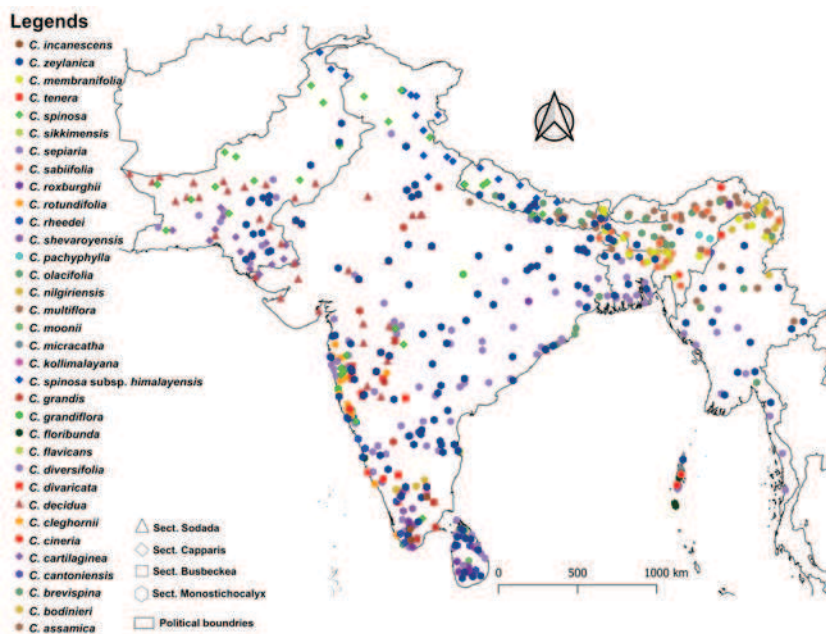 Legends
C. incanescens
C. zeylanica
C. membranifolia
C. tenera
C. spinosa
C. sikkimensis
C. sepiaria
C. sabiifolia
C. roxburghii
C. rotundifolia
C. rheedei
C. shevaroyensis
C. pachyphylla
C. olacifolia
C. nilgiriensis
C. multiflora
C. moonii
C. micracatha
C. kollimalayana
C. spinosa subsp. himalayensis
C. grandis
C. grandiflora
C. floribunda
C. flavicans
C. diversifolia
C. divaricata
C. decidua
C. cleghornii
C. cineria
C. cartilaginea
C. cantoniensis
C. brevispina
C. bodinieri
C. assamica
Sect. Sodada
Sect. Capparis
Sect. Busbeckea
Sect. Monostichocalyx
Political boundries
0 500 1000 km